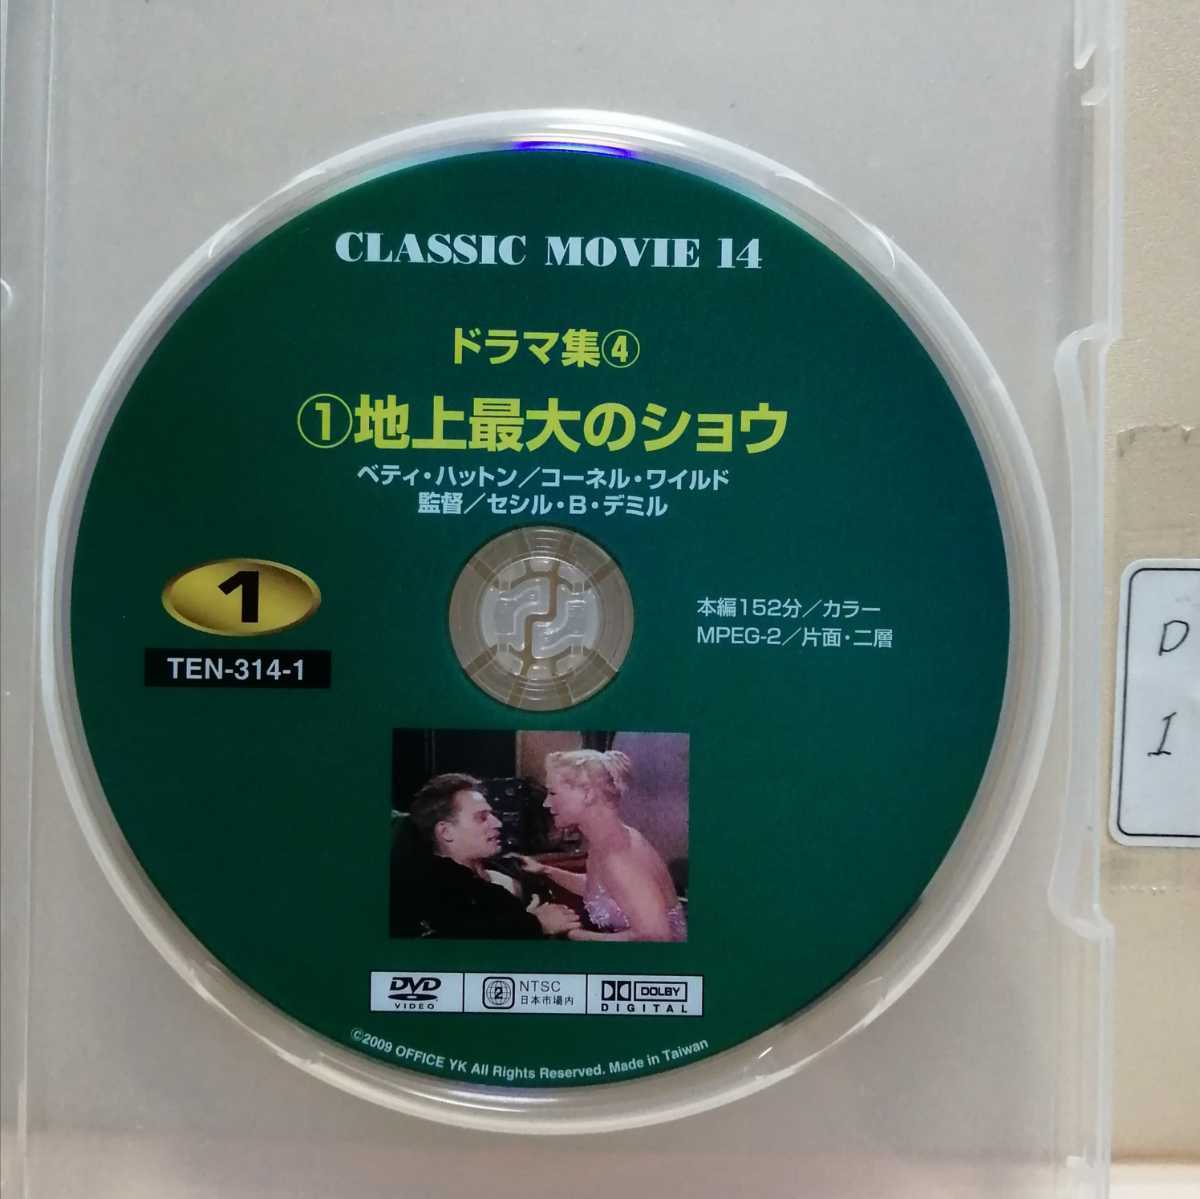 CLASSIC MOVIE 14
ドラマ集④
①地上最大のショウ
ベティ・ハットン／コーネル・ワイルド
監督／セシル・B・デミル
1
TEN-314-1
本編152分／カラー
MPEG-2／片面・二層
DVD
VIDEO
2
NTSC
日本市場内
DOLBY
DIGITAL
©2009 OFFICE YK All Rights Reserved. Made in Taiwan
D
I